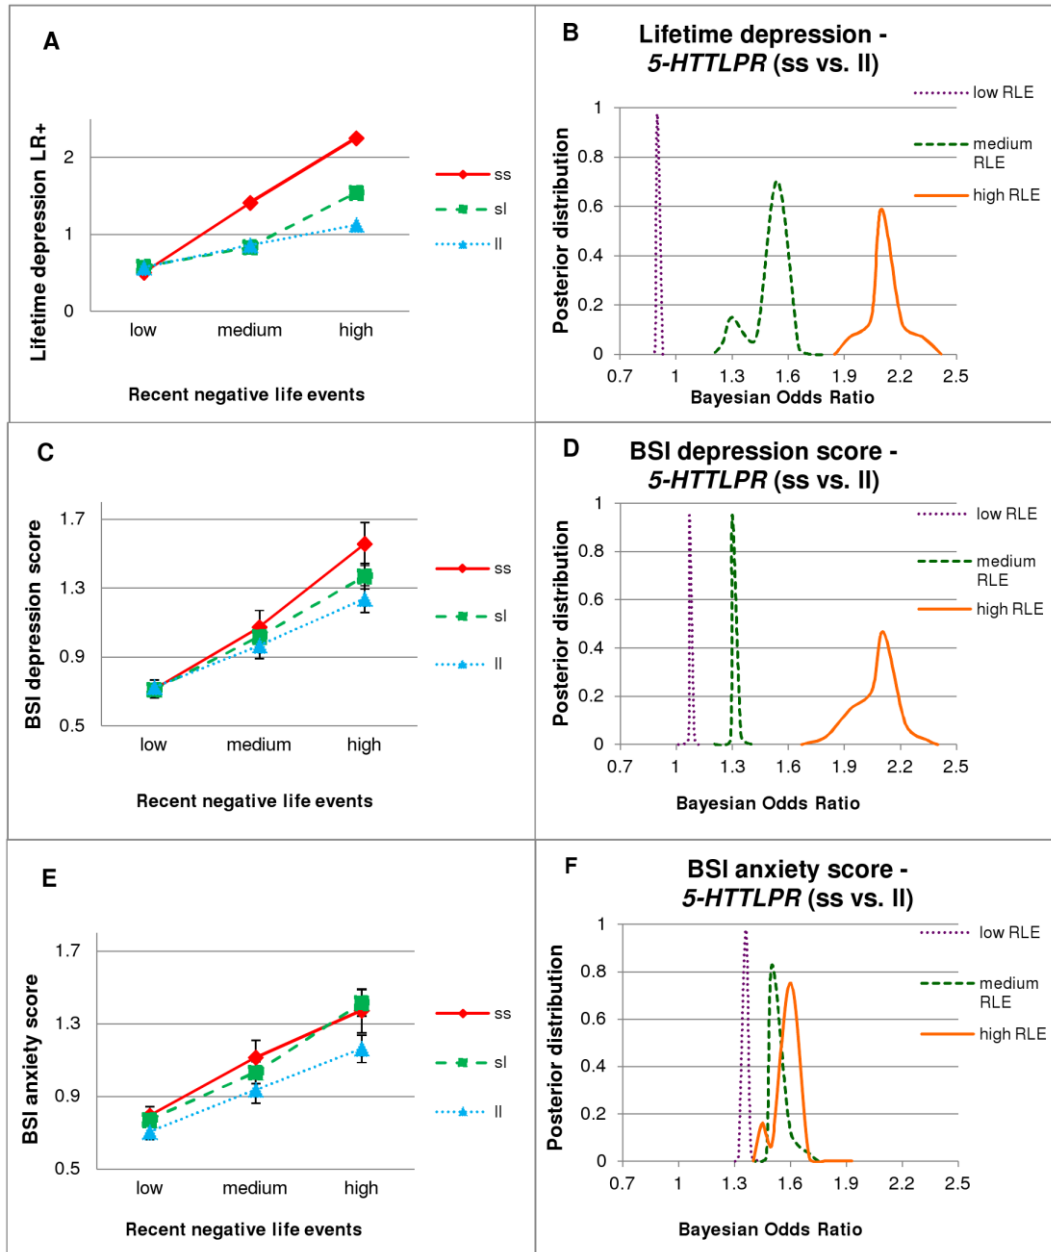 A
Lifetime depression LR+
2
1
0
low medium high
Recent negative life events
ss
sl
ll
B
Lifetime depression -
5-HTTLPR (ss vs. ll)
Posterior distribution
1
0.8
0.6
0.4
0.2
0
0.7 1 1.3 1.6 1.9 2.2 2.5
Bayesian Odds Ratio
low RLE
medium
RLE
high RLE
C
BSI depression score
1.7
1.3
0.9
0.5
low medium high
Recent negative life events
ss
sl
ll
D
BSI depression score -
5-HTTLPR (ss vs. ll)
Posterior distribution
1
0.8
0.6
0.4
0.2
0
0.7 1 1.3 1.6 1.9 2.2 2.5
Bayesian Odds Ratio
low RLE
medium
RLE
high RLE
E
BSI anxiety score
1.7
1.3
0.9
0.5
low medium high
Recent negative life events
ss
sl
ll
F
BSI anxiety score -
5-HTTLPR (ss vs. ll)
Posterior distribution
1
0.8
0.6
0.4
0.2
0
0.7 1 1.3 1.6 1.9 2.2 2.5
Bayesian Odds Ratio
low RLE
medium
RLE
high RLE